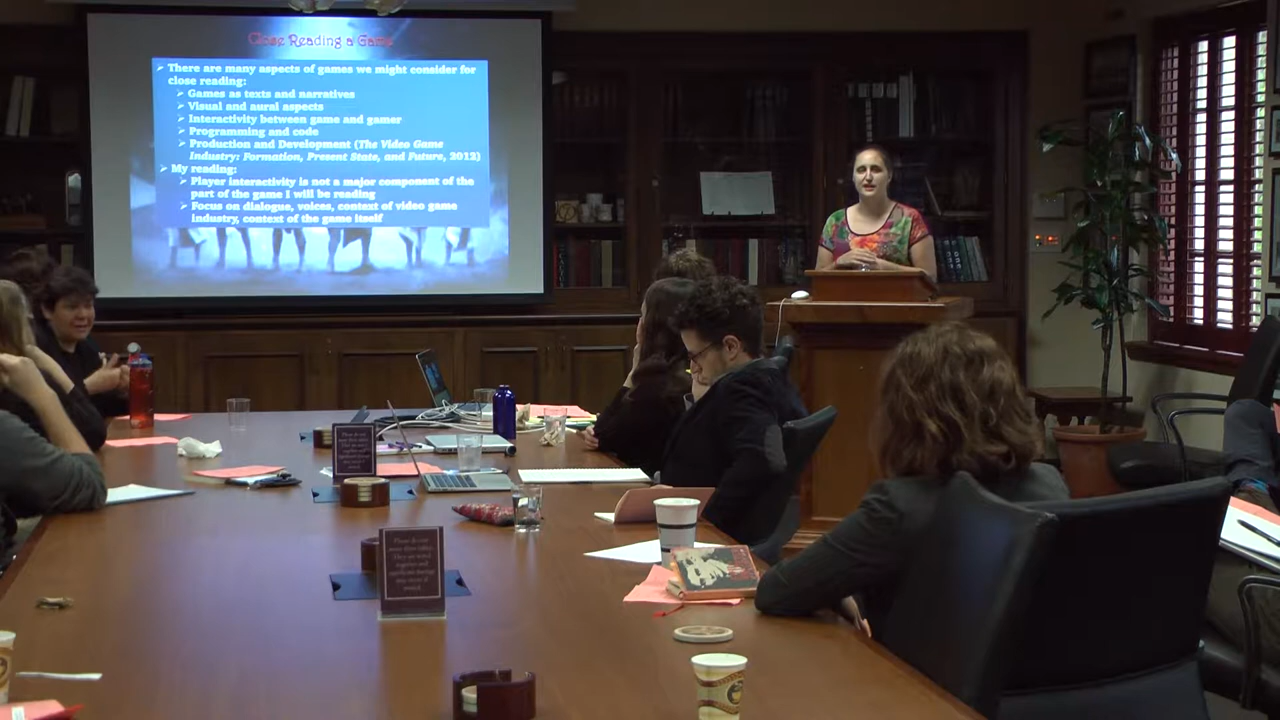 Close Reading a Game
➢ There are many aspects of games we might consider for
close reading:
➢ Games as texts and narratives
➢ Visual and aural aspects
➢ Interactivity between game and gamer
➢ Programming and code
➢ Production and Development (The Video Game
Industry: Formation, Present State, and Future, 2012)
➢ My reading:
➢ Player interactivity is not a major component of the
part of the game I will be reading
➢ Focus on dialogue, voices, context of video game
industry, context of the game itself